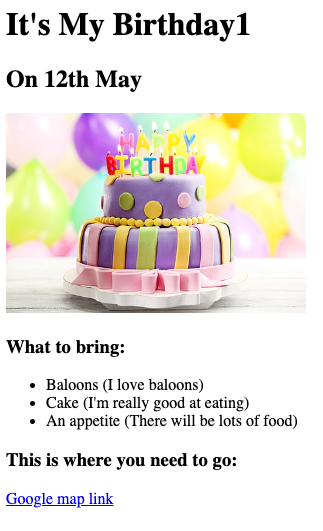 It's My Birthday1
On 12th May
HAPPY
BIRTHDAY
What to bring:
Baloons (I love baloons)
Cake (I'm really good at eating)
An appetite (There will be lots of food)
This is where you need to go:
Google map link